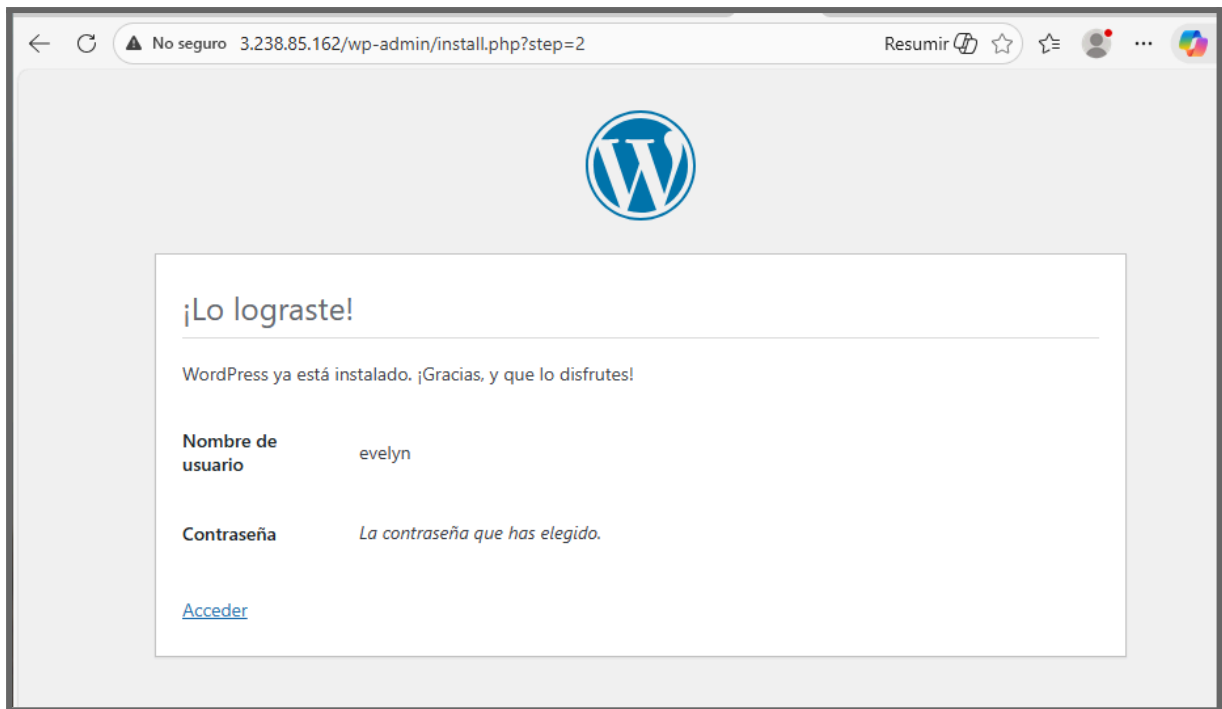 No seguro 3.238.85.162/wp-admin/install.php?step=2 Resumir
¡Lo lograste!
WordPress ya está instalado. ¡Gracias, y que lo disfrutes!
Nombre de
usuario
evelyn
Contraseña
La contraseña que has elegido.
Acceder